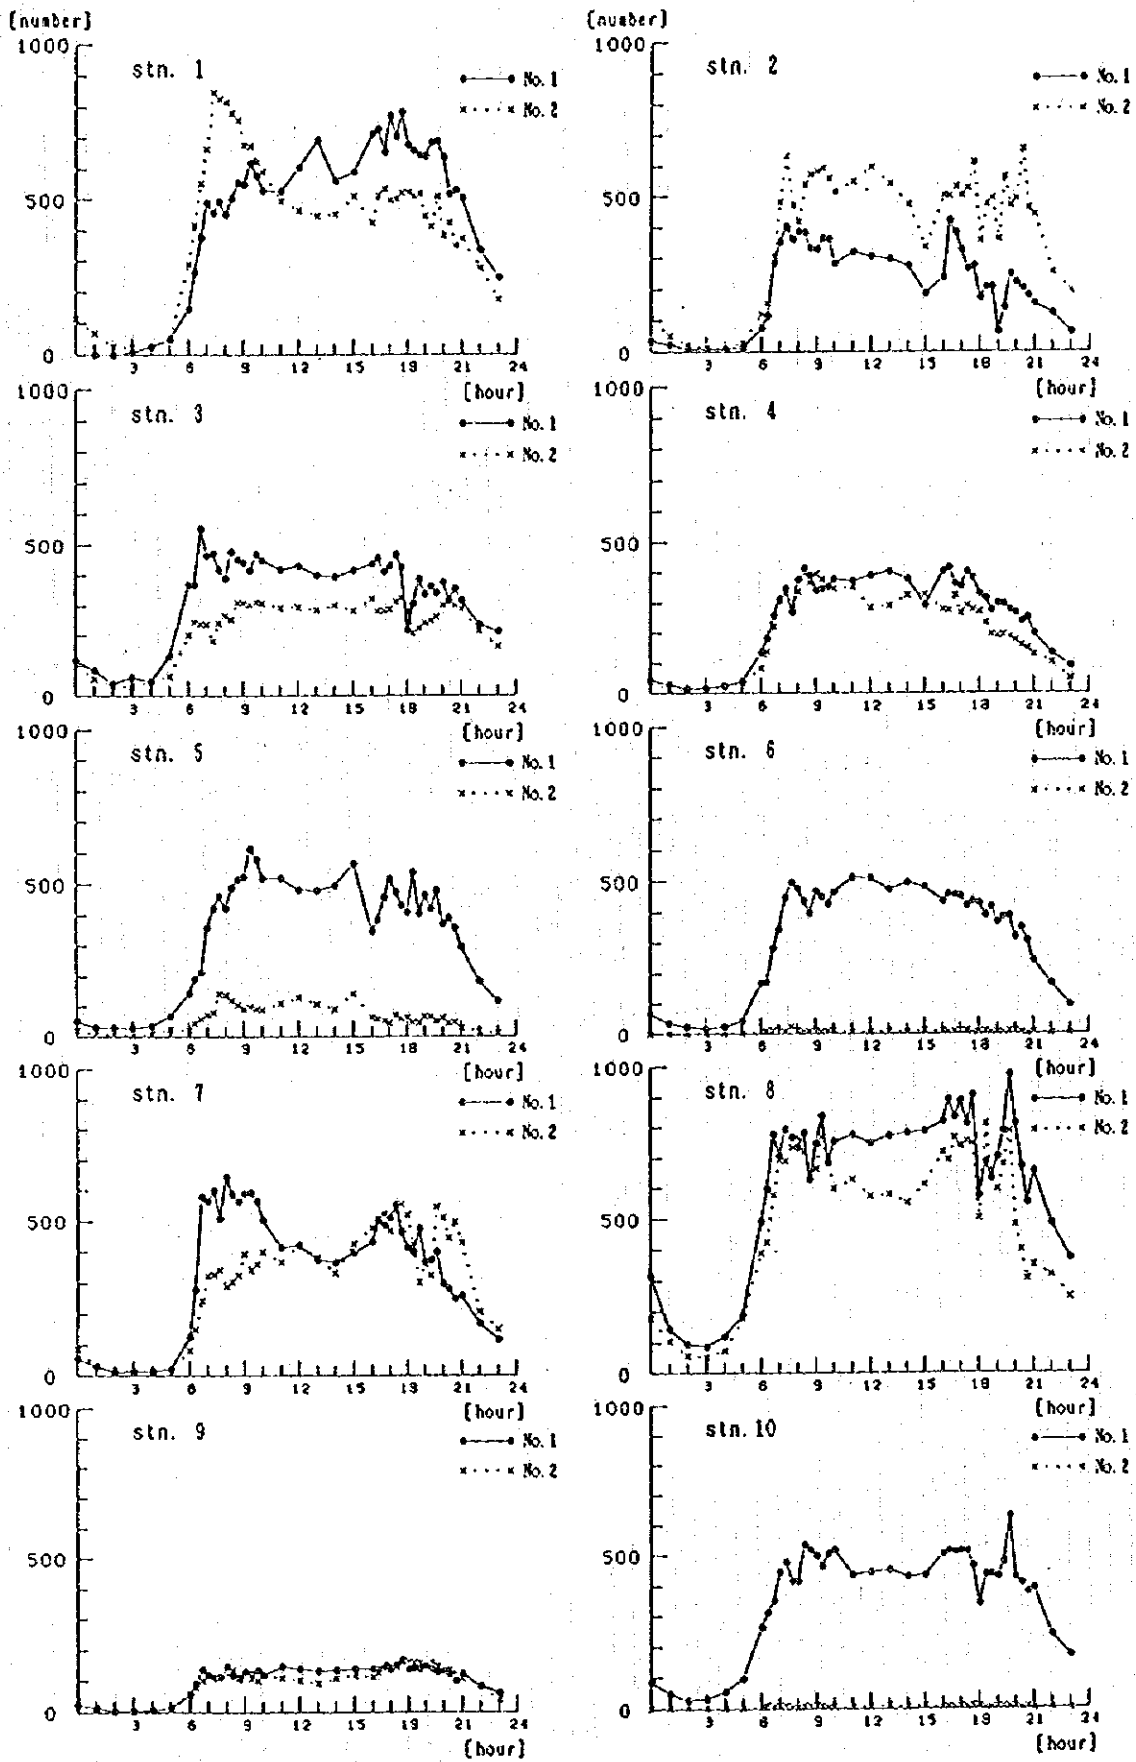 [number] [number]
1000 1000
stn. 1 stn. 2
No.1 No.1
No.2 No.2
500 500
0 3 6 9 12 15 18 21 24 0 3 6 9 12 15 18 21 24
[hour] [hour]
1000 1000
stn. 3 stn. 4
No.1 No.1
No.2 No.2
500 500
0 3 6 9 12 15 18 21 24 0 3 6 9 12 15 18 21 24
[hour] [hour]
1000 1000
stn. 5 stn. 6
No.1 No.1
No.2 No.2
500 500
0 3 6 9 12 15 18 21 24 0 3 6 9 12 15 18 21 24
[hour] [hour]
1000 1000
stn. 7 stn. 8
No.1 No.1
No.2 No.2
500 500
0 3 6 9 12 15 18 21 24 0 3 6 9 12 15 18 21 24
[hour] [hour]
1000 1000
stn. 9 stn. 10
No.1 No.1
No.2 No.2
500 500
0 3 6 9 12 15 18 21 24 0 3 6 9 12 15 18 21 24
[hour] [hour]